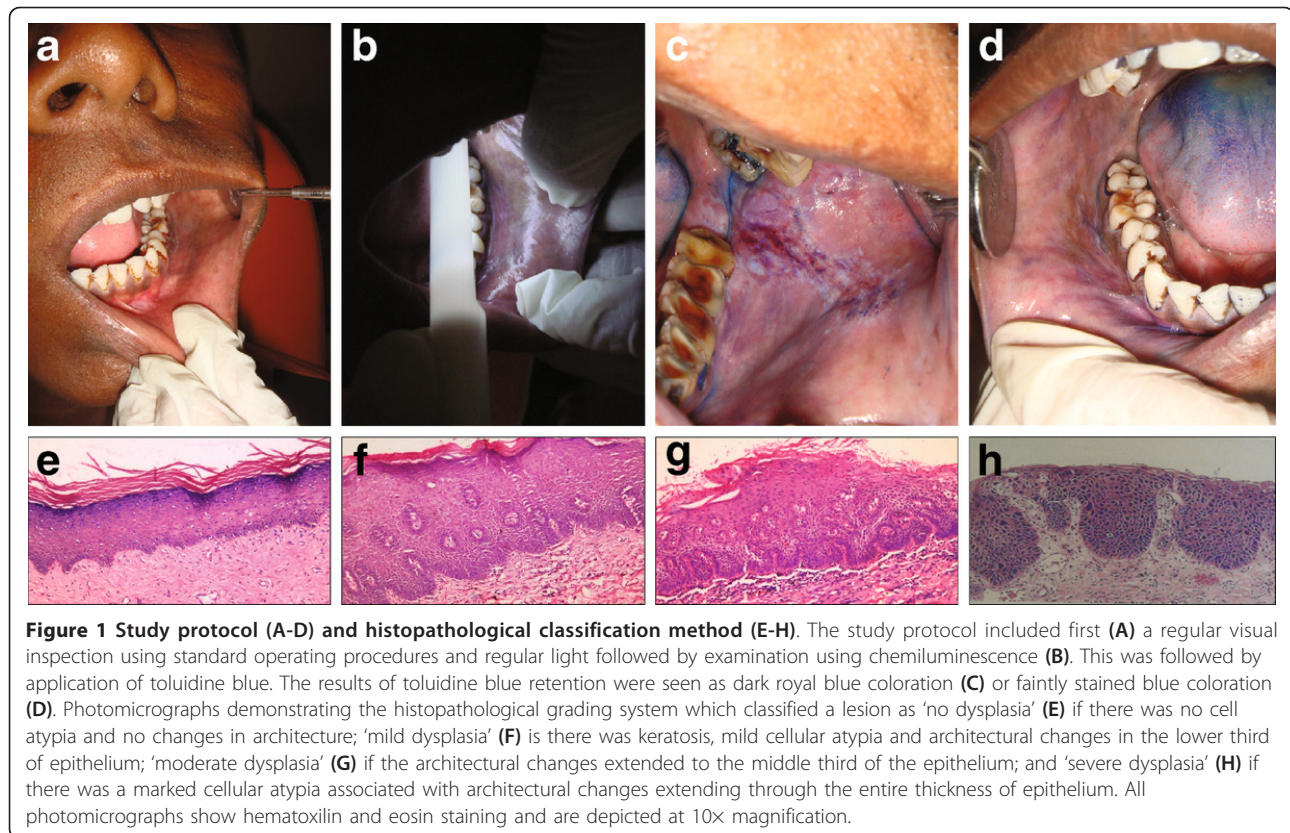 a b c d
e f g h
Figure 1 Study protocol (A-D) and histopathological classification method (E-H). The study protocol included first (A) a regular visual
inspection using standard operating procedures and regular light followed by examination using chemiluminescence (B). This was followed by
application of toluidine blue. The results of toluidine blue retention were seen as dark royal blue coloration (C) or faintly stained blue coloration
(D). Photomicrographs demonstrating the histopathological grading system which classified a lesion as 'no dysplasia' (E) if there was no cell
atypia and no changes in architecture; 'mild dysplasia' (F) is there was keratosis, mild cellular atypia and architectural changes in the lower third
of epithelium; 'moderate dysplasia' (G) if the architectural changes extended to the middle third of the epithelium; and 'severe dysplasia' (H) if
there was a marked cellular atypia associated with architectural changes extending through the entire thickness of epithelium. All
photomicrographs show hematoxilin and eosin staining and are depicted at 10× magnification.